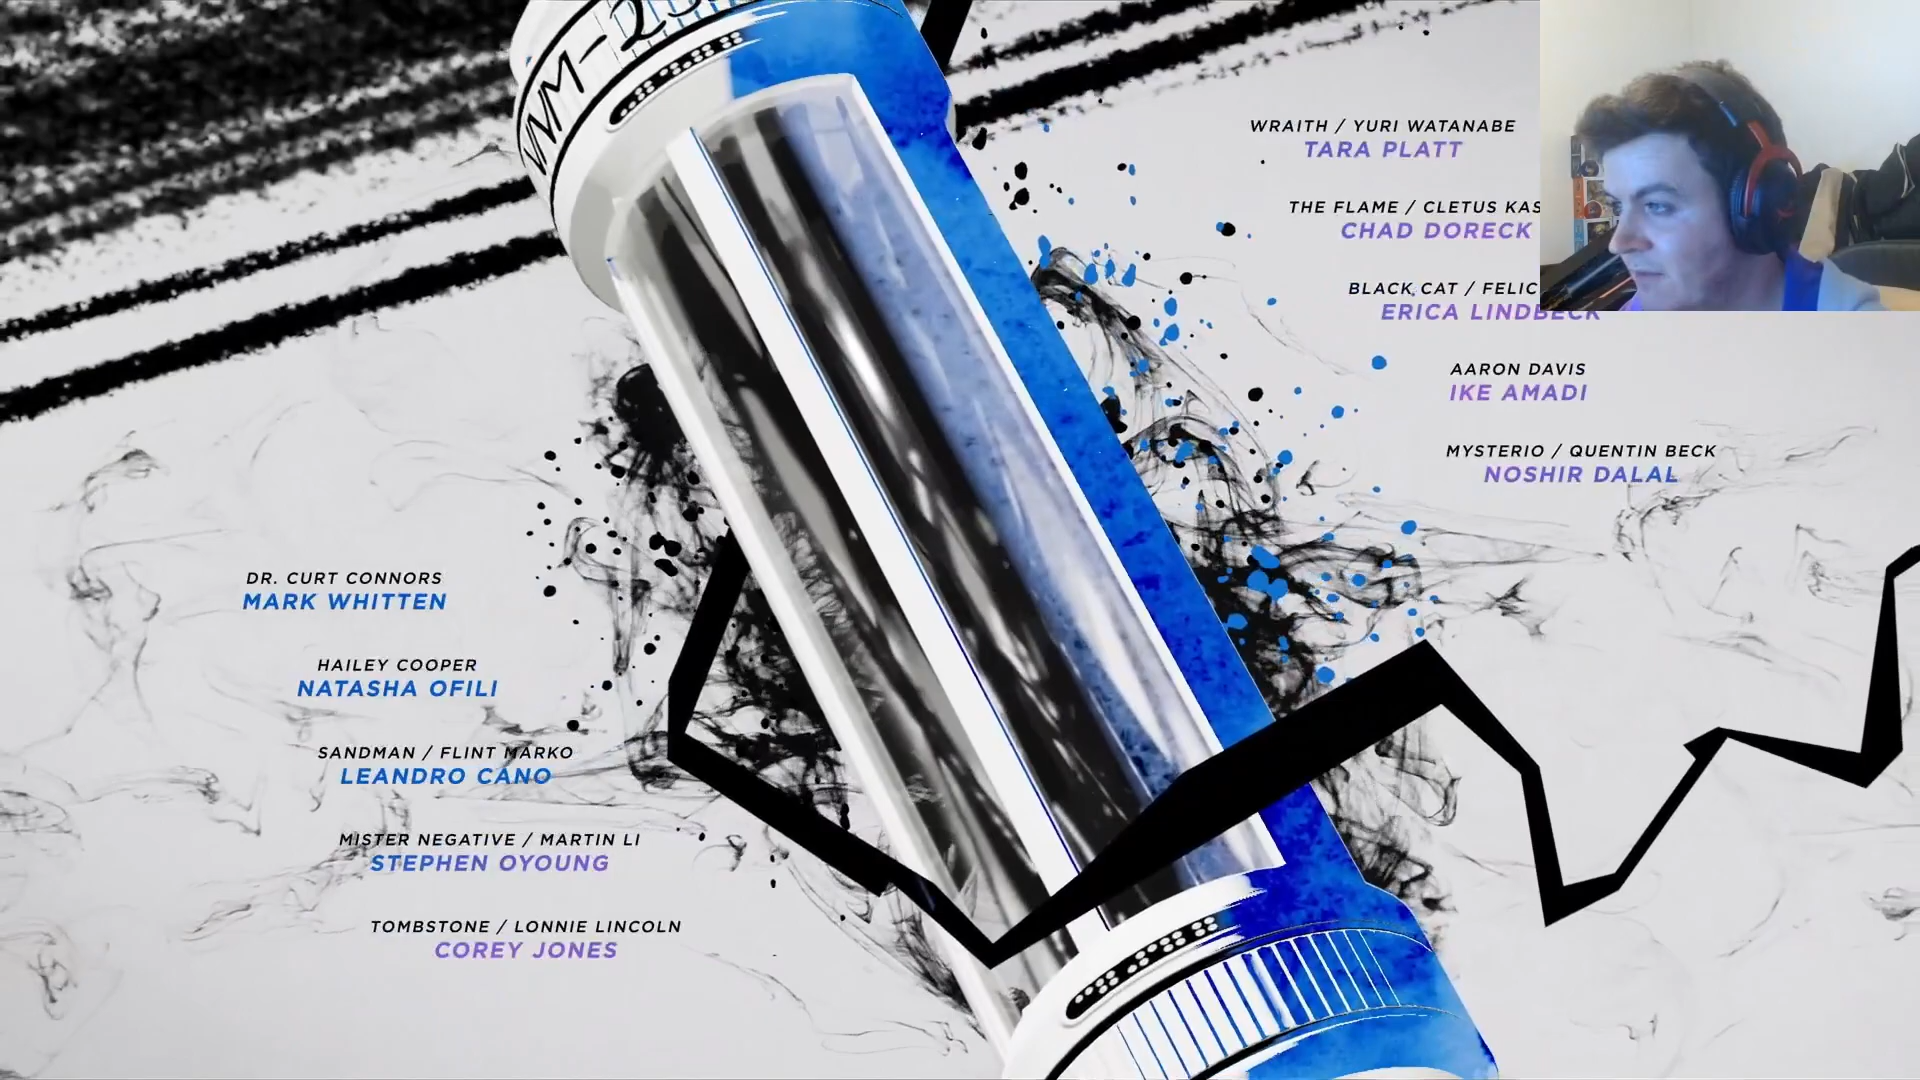 VVM-
WRAITH / YURI WATANABE
TARA PLATT
THE FLAME / CLETUS KAS
CHAD DORECK
BLACK CAT / FELIC
ERICA LINDBECK
AARON DAVIS
IKE AMADI
MYSTERIO / QUENTIN BECK
NOSHIR DALAL
DR. CURT CONNORS
MARK WHITTEN
HAILEY COOPER
NATASHA OFILI
SANDMAN / FLINT MARKO
LEANDRO CANO
MISTER NEGATIVE / MARTIN LI
STEPHEN OYOUNG
TOMBSTONE / LONNIE LINCOLN
COREY JONES